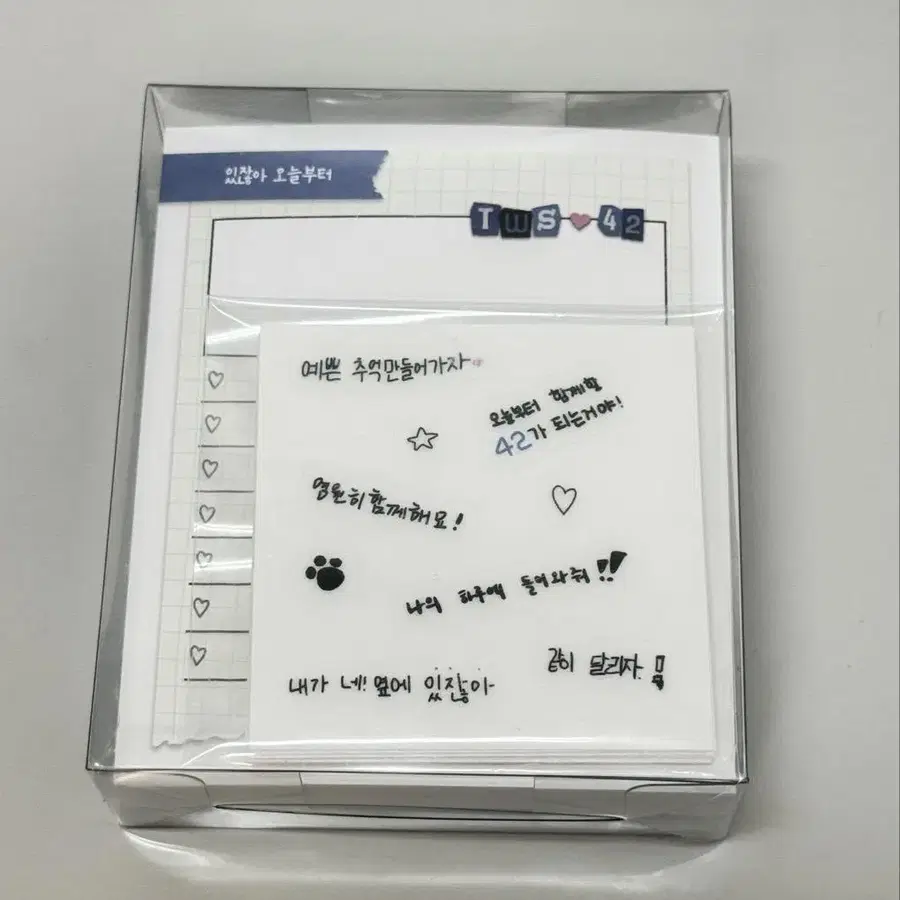 있잖아 오늘부터
TWS♥42
예쁜 추억만들어가자
오늘부터 함께할
42가 되는거야!
영원히함께해요!
나의 하루에 들어와줘!!
같이 달리자!
내가 네! 옆에 있잖아